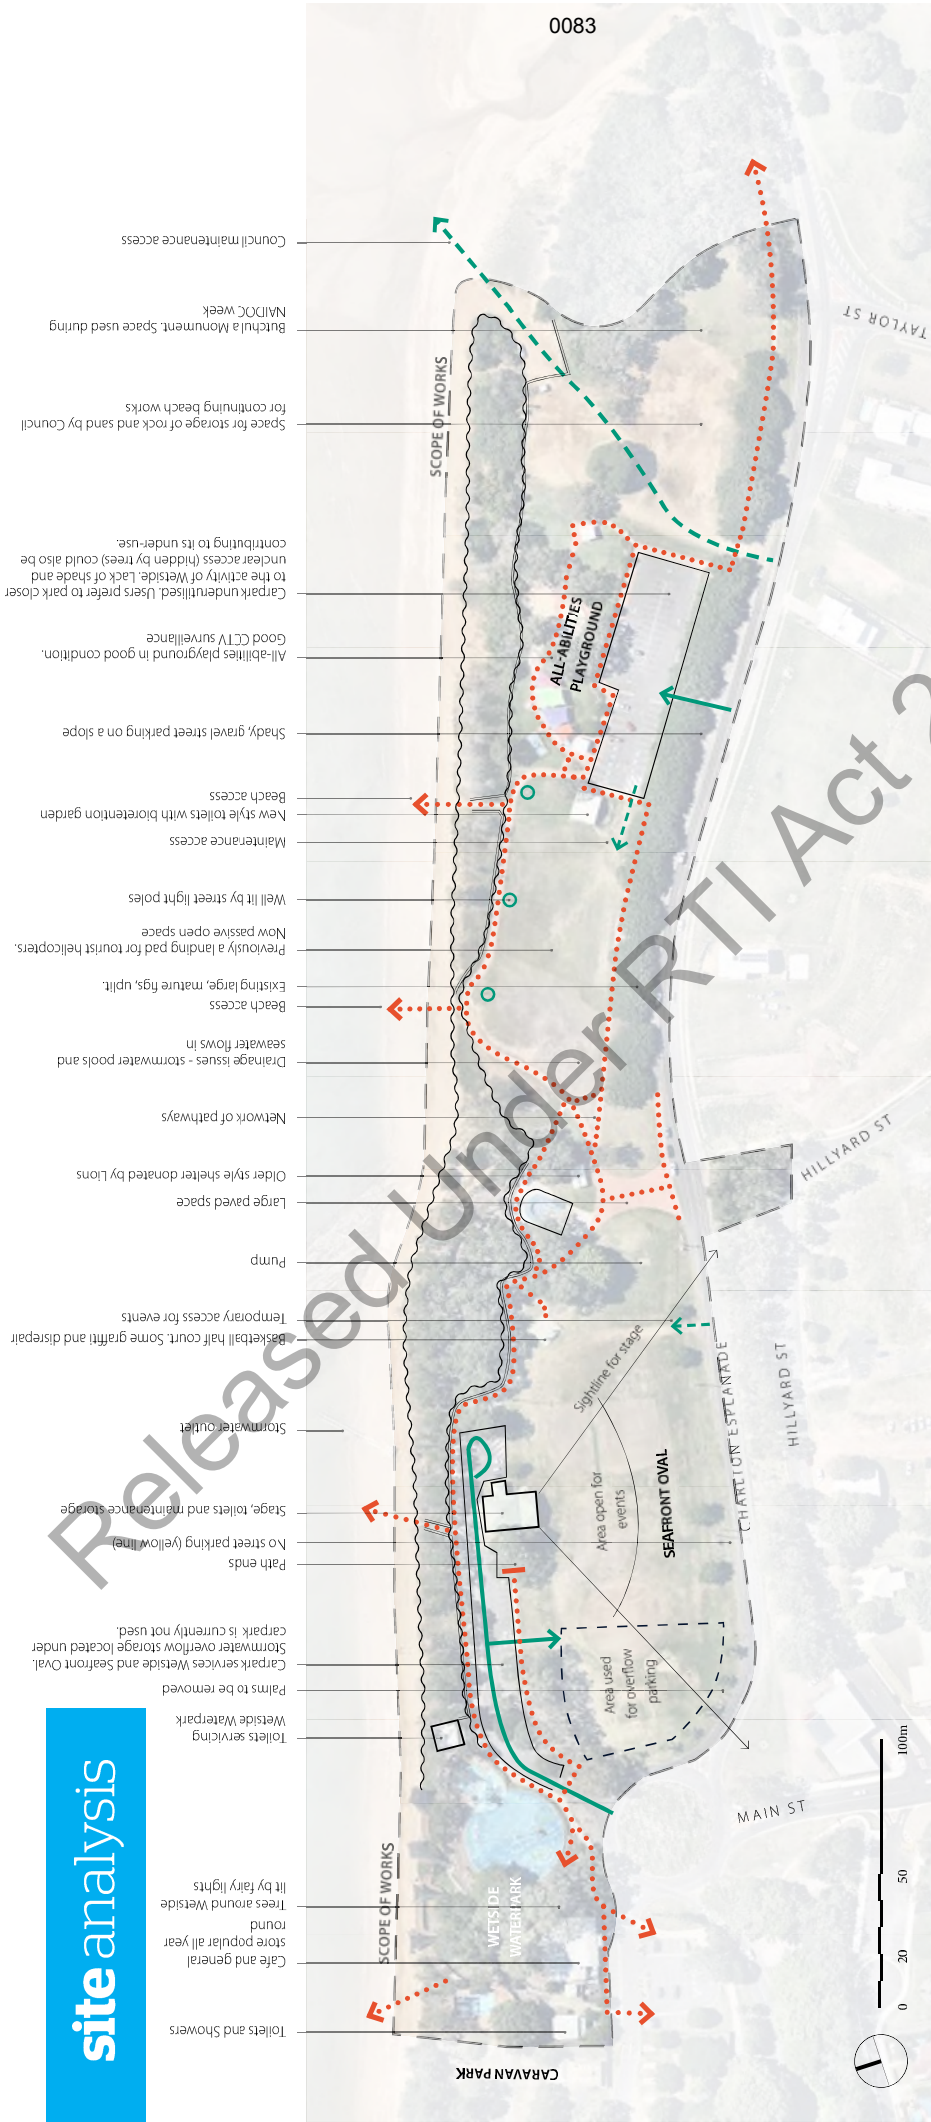 0083
site analysis
Council maintenance access
Butchulla Monument. Space used during
NAIDOC week
Space for storage of rock and sand by Council
for continuing beach works
Carpark underutilised. Users prefer to park closer
to the activity of Wetside. Lack of shade and
unclear access (hidden by trees) could also be
contributing to its under-use.
All-abilities playground in good condition.
Good CCTV surveillance
Shady, gravel street parking on a slope
Beach access
New style toilets with bioretention garden
Maintenance access
Well lit by street light poles
Previously a landing pad for tourist helicopters.
Now passive open space
Existing large, mature figs, uplit.
Beach access
Drainage issues - stormwater pools and
seawater flows in
Network of pathways
Older style shelter donated by Lions
Large paved space
Pump
Temporary access for events
Basketball half court. Some graffiti and disrepair
Stormwater outlet
Stage, toilets and maintenance storage
No street parking (yellow line)
Path ends
Carpark services Wetside and Seafront Oval.
Stormwater overflow storage located under
carpark is currently not used.
Palms to be removed
Toilets servicing
Wetside Waterpark
Trees around Wetside
lit by fairy lights
Cafe and general
store popular all year
round
Toilets and Showers
SCOPE OF WORKS
SCOPE OF WORKS
ALL-ABILITIES
PLAYGROUND
TAYLOR ST
HILLYARD ST
HILLYARD ST
CHARLTON ESPLANADE
MAIN ST
Sightline for stage
Area open for
events
SEAFRONT OVAL
Area used
for overflow
parking
WETSIDE
WATERPARK
CARAVAN PARK
0
20
50
100m
Released Under RTI Act 2